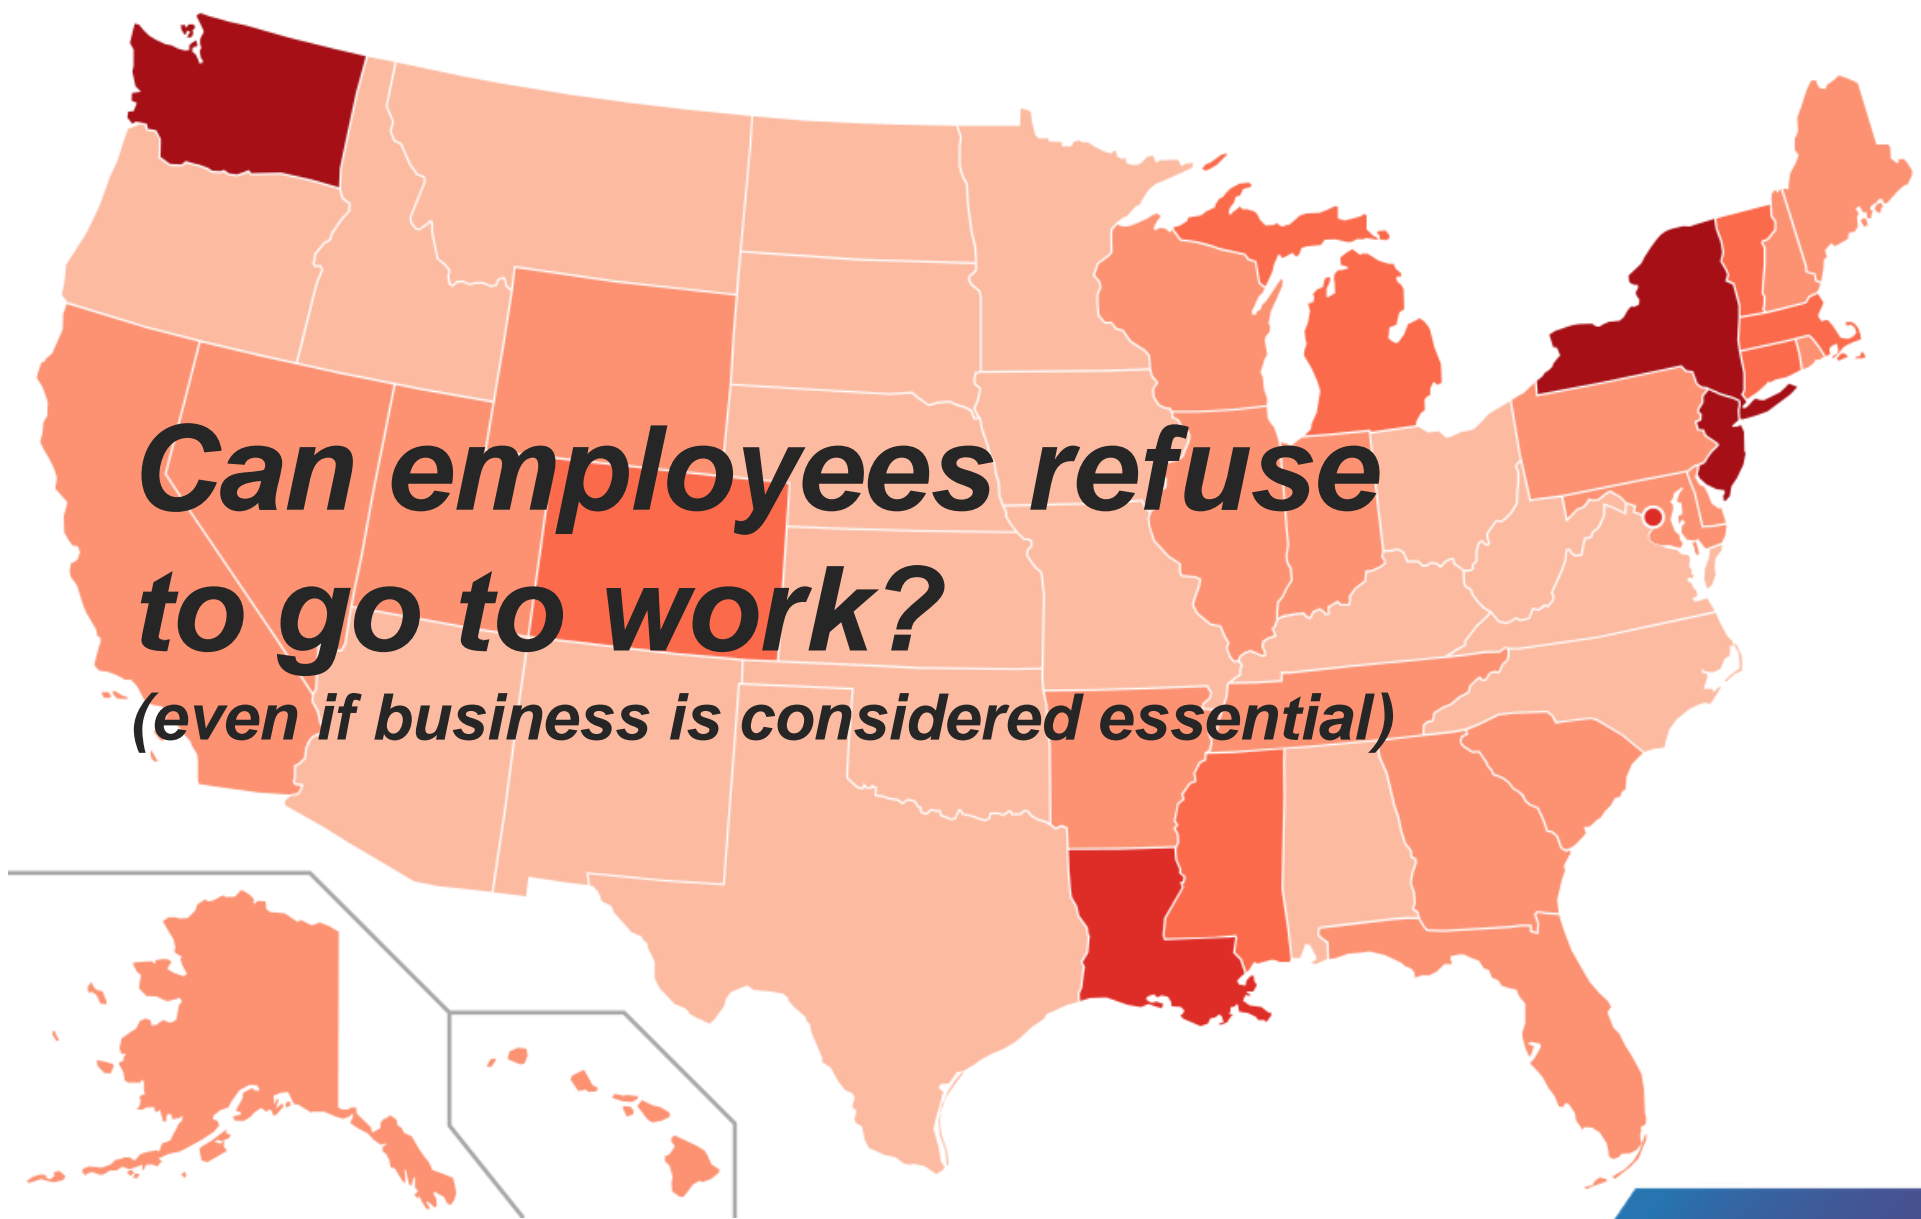 Can employees refuse
to go to work?
(even if business is considered essential)